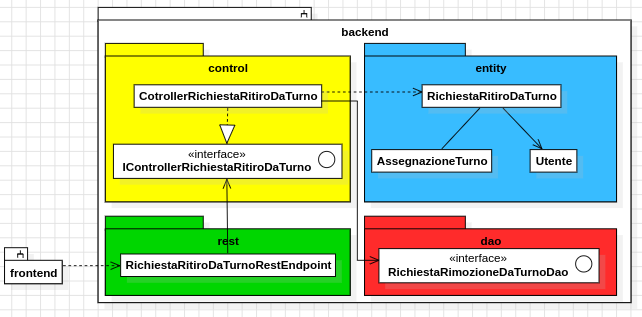 backend
control
CotrollerRichiestaRitiroDaTurno
«interface»
IControllerRichiestaRitiroDaTurno
entity
RichiestaRitiroDaTurno
AssegnazioneTurno
Utente
rest
RichiestaRitiroDaTurnoRestEndpoint
dao
«interface»
RichiestaRimozioneDaTurnoDao
frontend